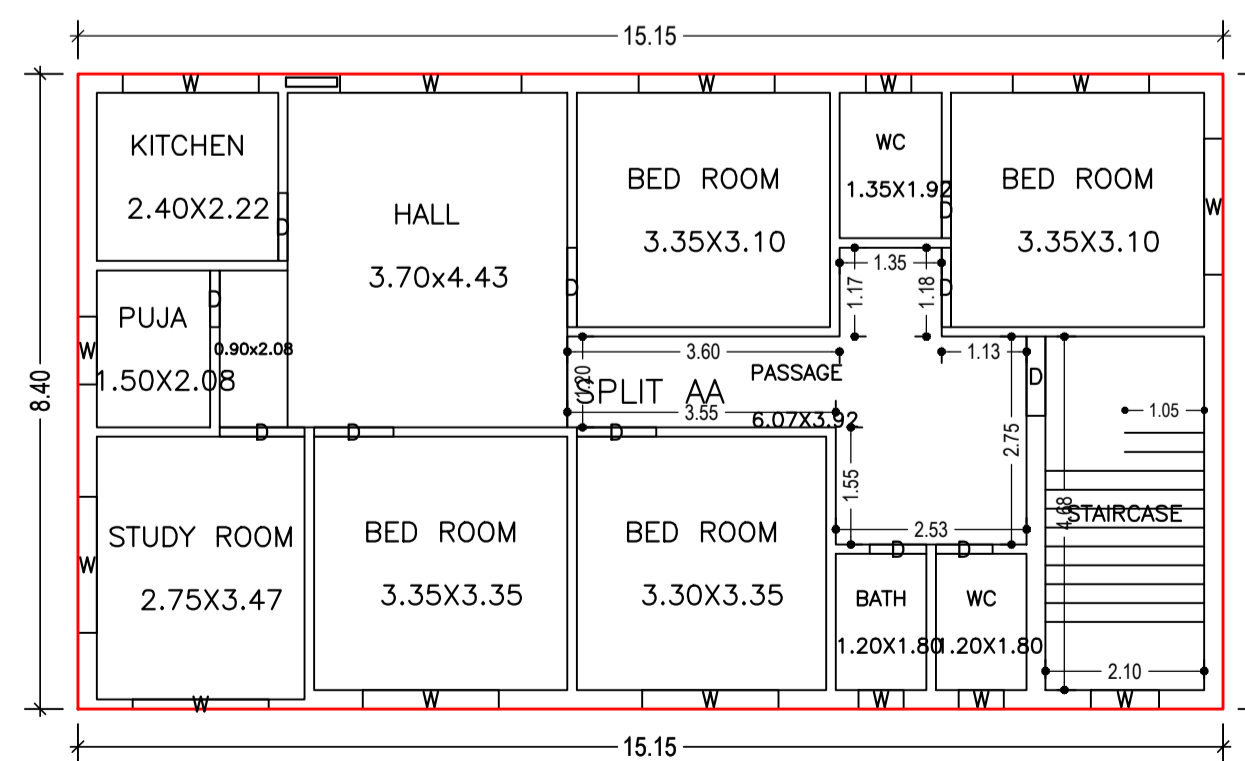 15.15
W
W
W
W
W
8.40
KITCHEN
2.40X2.22
D
HALL
3.70x4.43
BED ROOM
3.35X3.10
D
WC
1.35X1.92
D
BED ROOM
3.35X3.10
W
D
1.35
1.17
1.18
PUJA
1.50X2.08
W
D
0.90x2.08
3.60
1.20
SPLIT AA
3.55
PASSAGE
6.07X3.92
1.13
D
1.05
2.75
1.55
2.53
D
D
D
D
D
STUDY ROOM
2.75X3.47
W
BED ROOM
3.35X3.35
BED ROOM
3.30X3.35
BATH
1.20X1.80
WC
1.20X1.80
4.68
STAIRCASE
2.10
W
W
W
W
W
W
15.15